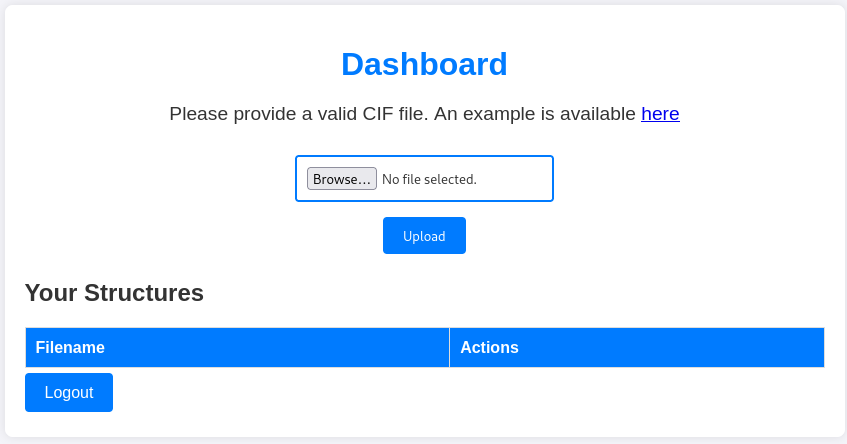 Dashboard
Please provide a valid CIF file. An example is available here
Browse... No file selected.
Upload
Your Structures
Filename Actions
Logout